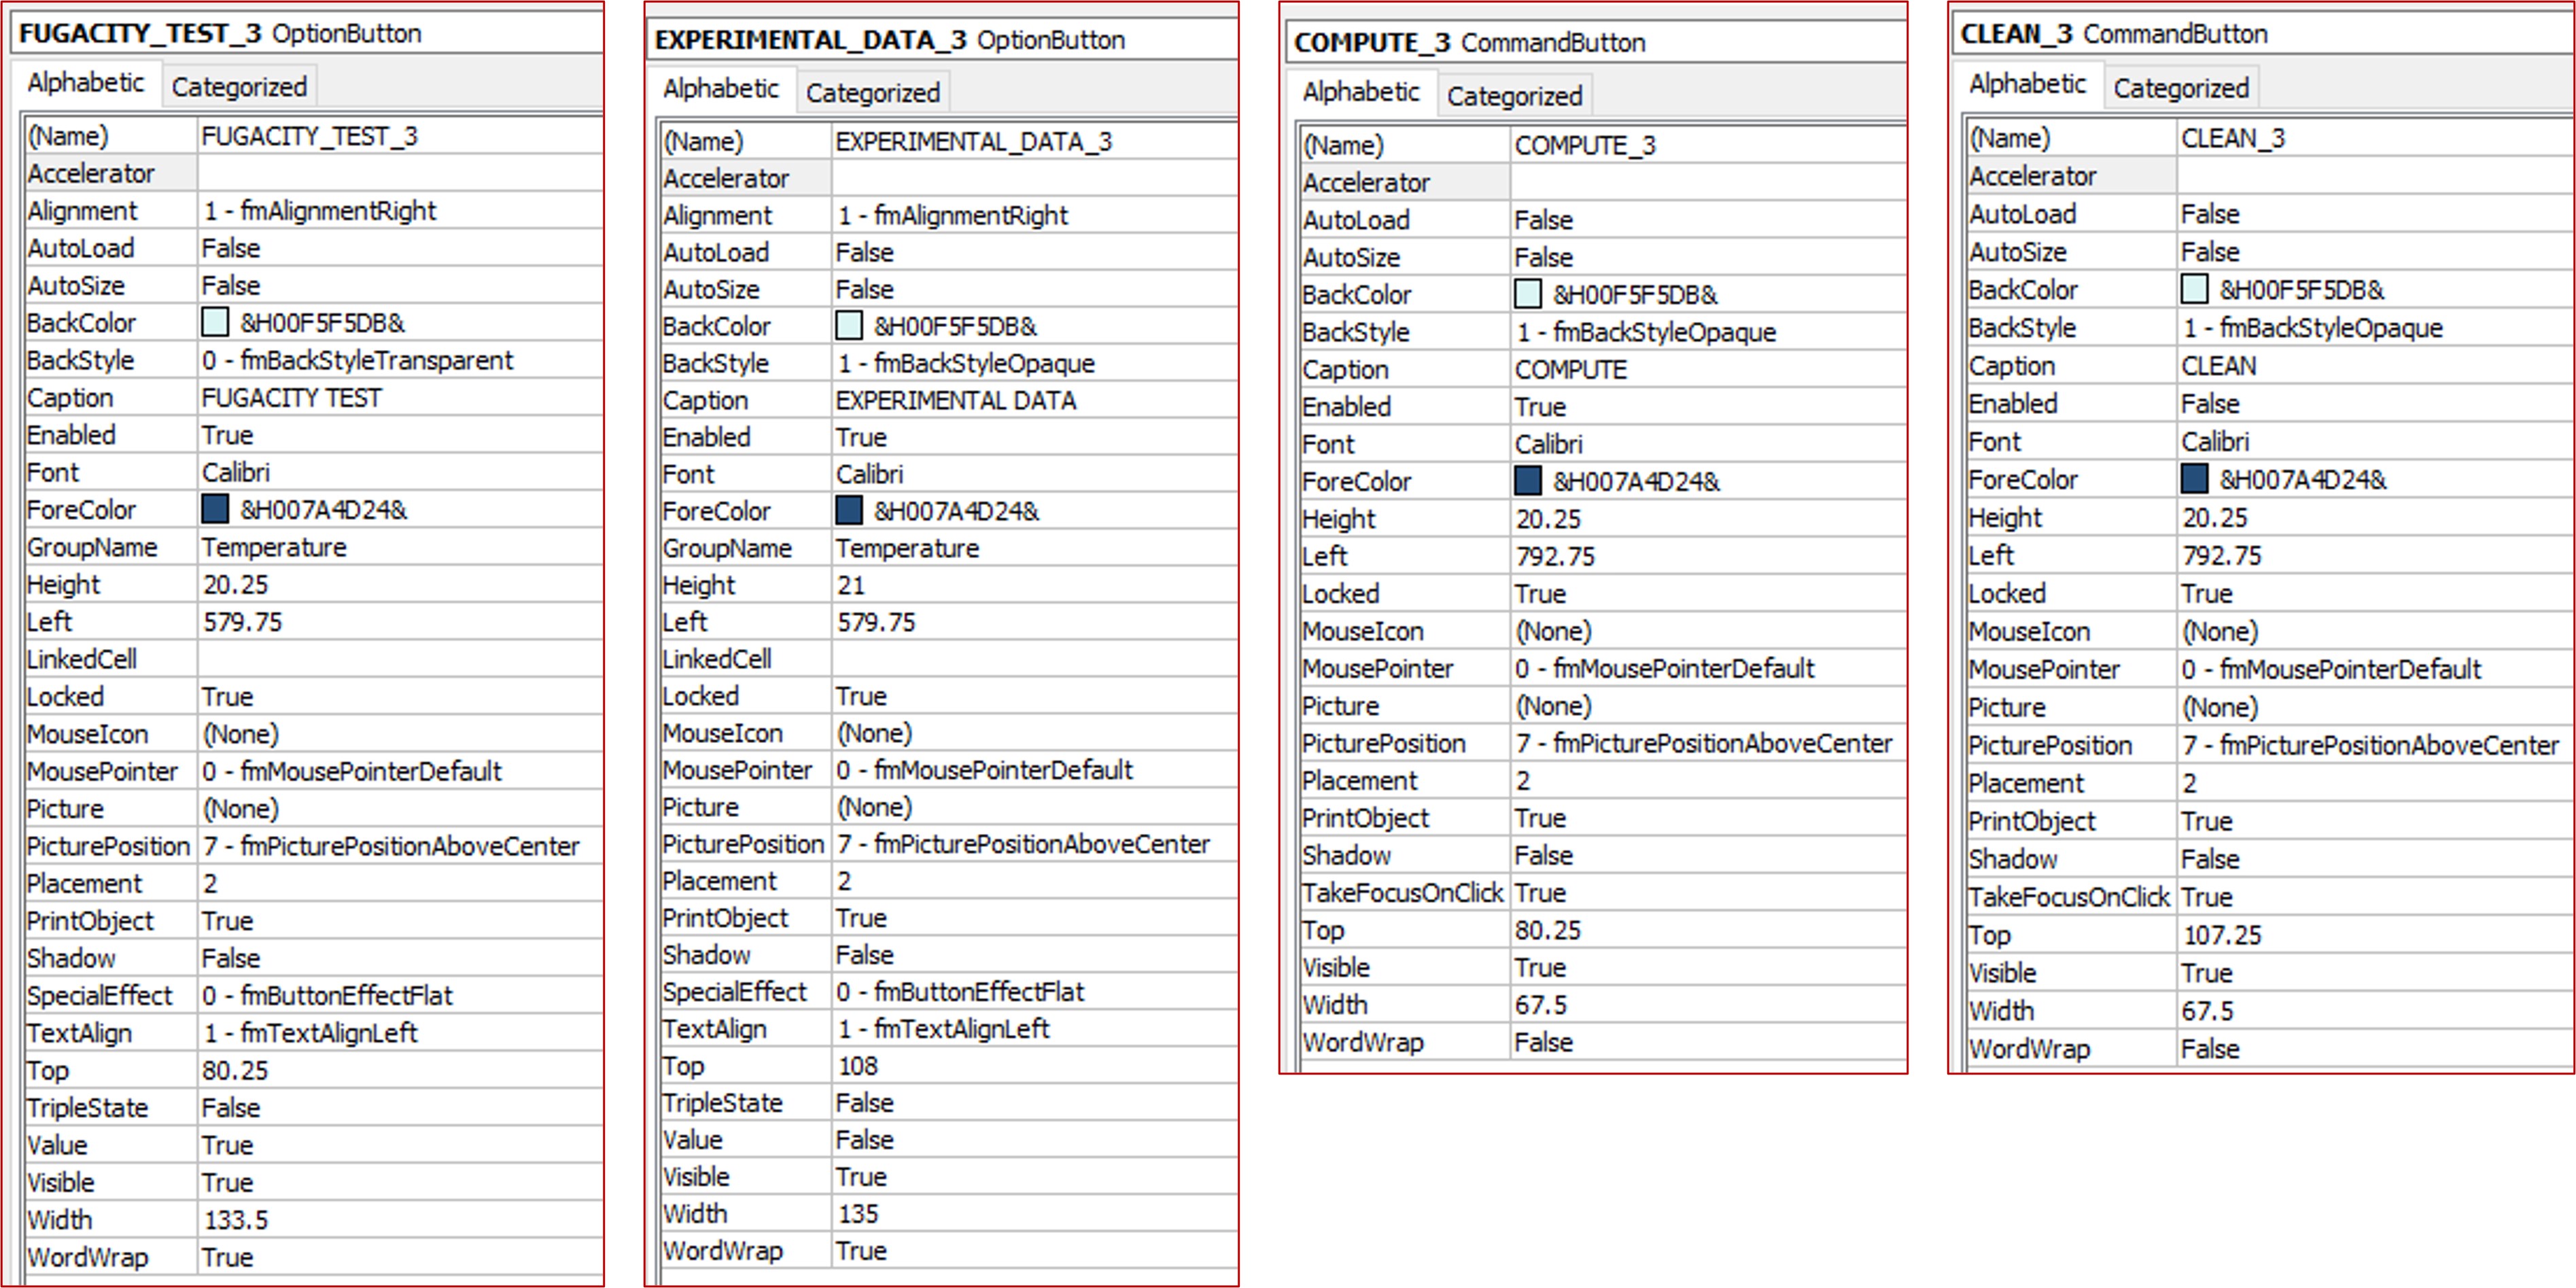 FUGACITY_TEST_3 OptionButton
Alphabetic Categorized
(Name) FUGACITY_TEST_3
Accelerator
Alignment 1 - fmAlignmentRight
AutoLoad False
AutoSize False
BackColor &H00F5F5DB&
BackStyle 0 - fmBackStyleTransparent
Caption FUGACITY TEST
Enabled True
Font Calibri
ForeColor &H007A4D24&
GroupName Temperature
Height 20.25
Left 579.75
LinkedCell
Locked True
MouseIcon (None)
MousePointer 0 - fmMousePointerDefault
Picture (None)
PicturePosition 7 - fmPicturePositionAboveCenter
Placement 2
PrintObject True
Shadow False
SpecialEffect 0 - fmButtonEffectFlat
TextAlign 1 - fmTextAlignLeft
Top 80.25
TripleState False
Value True
Visible True
Width 133.5
WordWrap True
EXPERIMENTAL_DATA_3 OptionButton
Alphabetic Categorized
(Name) EXPERIMENTAL_DATA_3
Accelerator
Alignment 1 - fmAlignmentRight
AutoLoad False
AutoSize False
BackColor &H00F5F5DB&
BackStyle 1 - fmBackStyleOpaque
Caption EXPERIMENTAL DATA
Enabled True
Font Calibri
ForeColor &H007A4D24&
GroupName Temperature
Height 21
Left 579.75
LinkedCell
Locked True
MouseIcon (None)
MousePointer 0 - fmMousePointerDefault
Picture (None)
PicturePosition 7 - fmPicturePositionAboveCenter
Placement 2
PrintObject True
Shadow False
SpecialEffect 0 - fmButtonEffectFlat
TextAlign 1 - fmTextAlignLeft
Top 108
TripleState False
Value False
Visible True
Width 135
WordWrap True
COMPUTE_3 CommandButton
Alphabetic Categorized
(Name) COMPUTE_3
Accelerator
AutoLoad False
AutoSize False
BackColor &H00F5F5DB&
BackStyle 1 - fmBackStyleOpaque
Caption COMPUTE
Enabled True
Font Calibri
ForeColor &H007A4D24&
Height 20.25
Left 792.75
Locked True
MouseIcon (None)
MousePointer 0 - fmMousePointerDefault
Picture (None)
PicturePosition 7 - fmPicturePositionAboveCenter
Placement 2
PrintObject True
Shadow False
TakeFocusOnClick True
Top 80.25
Visible True
Width 67.5
WordWrap False
CLEAN_3 CommandButton
Alphabetic Categorized
(Name) CLEAN_3
Accelerator
AutoLoad False
AutoSize False
BackColor &H00F5F5DB&
BackStyle 1 - fmBackStyleOpaque
Caption CLEAN
Enabled False
Font Calibri
ForeColor &H007A4D24&
Height 20.25
Left 792.75
Locked True
MouseIcon (None)
MousePointer 0 - fmMousePointerDefault
Picture (None)
PicturePosition 7 - fmPicturePositionAboveCenter
Placement 2
PrintObject True
Shadow False
TakeFocusOnClick True
Top 107.25
Visible True
Width 67.5
WordWrap False